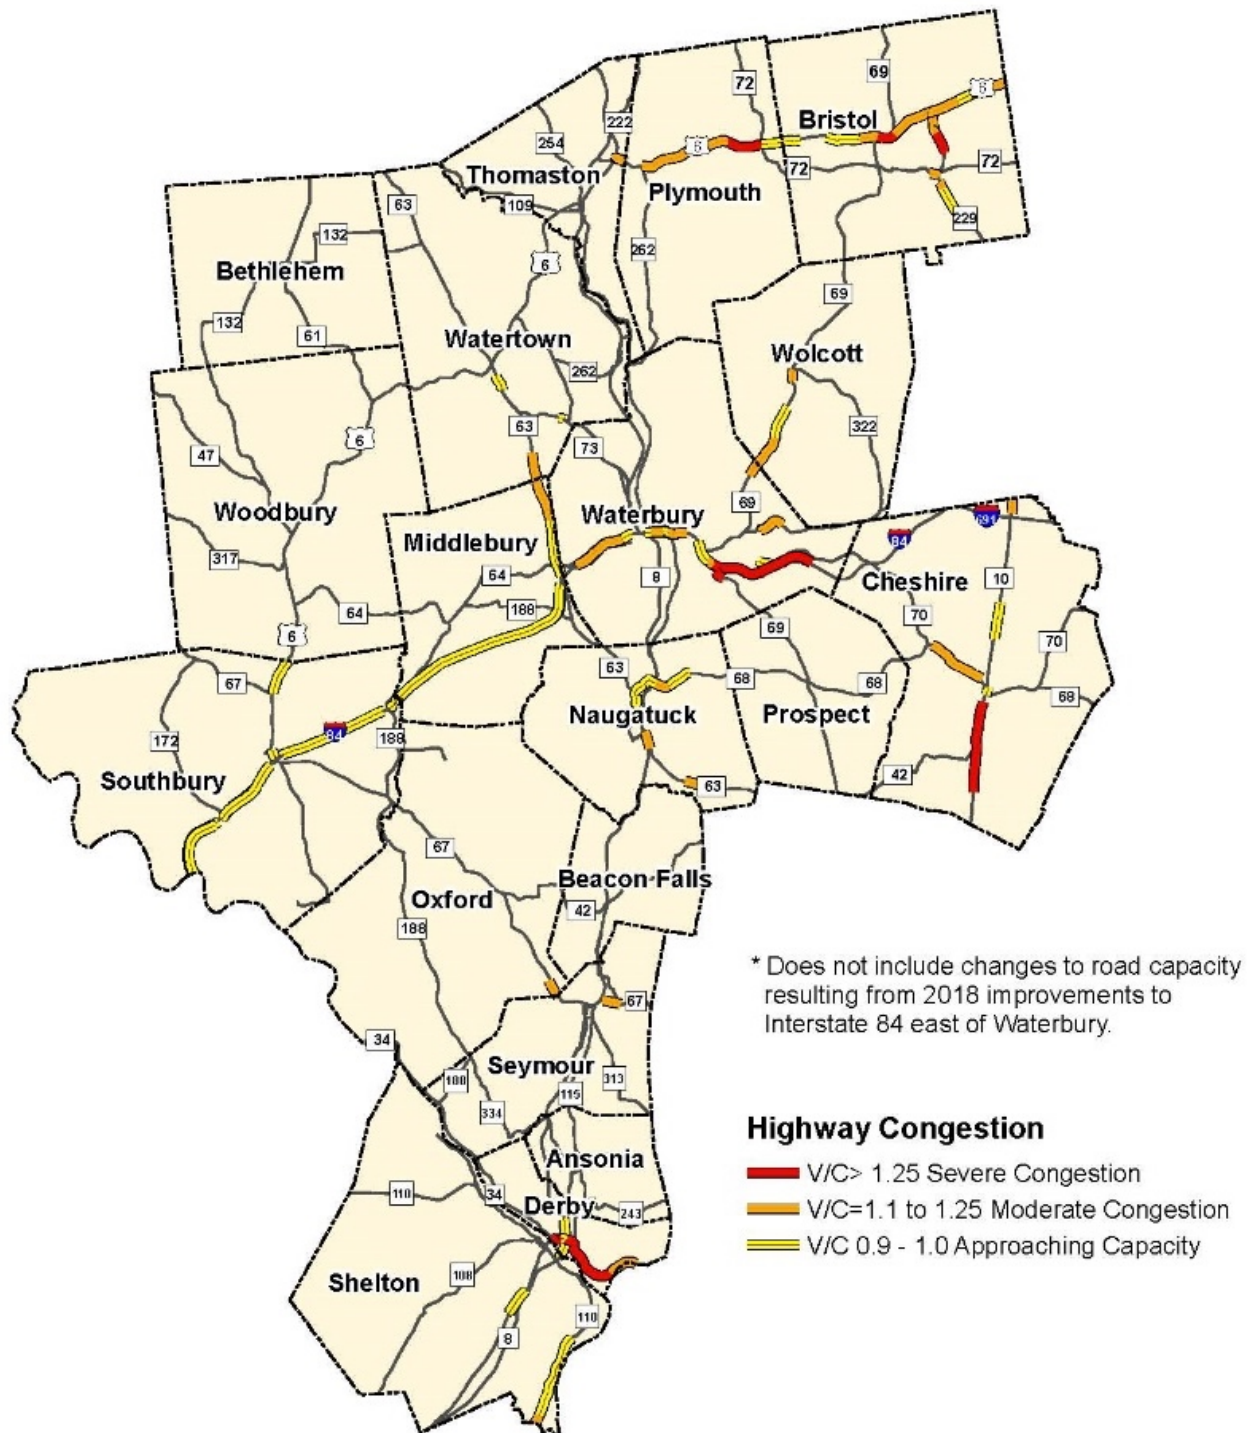 69
6
72
Bristol
222
254
6
Thomaston
72
72
Plymouth
63
109
229
132
262
6
Bethlehem
69
132
61
Watertown
Wolcott
262
63
322
6
73
47
69
Woodbury
Waterbury
691
84
Middlebury
317
64
8
Cheshire
10
188
64
70
69
6
70
63
67
68
68
68
Naugatuck
Prospect
84
172
188
Southbury
42
63
67
Beacon Falls
Oxford
42
188
67
34
Seymour
188
313
115
334
Ansonia
110
34
Derby
243
188
Shelton
110
8
* Does not include changes to road capacity
resulting from 2018 improvements to
Interstate 84 east of Waterbury.
Highway Congestion
V/C> 1.25 Severe Congestion
V/C=1.1 to 1.25 Moderate Congestion
V/C 0.9 - 1.0 Approaching Capacity